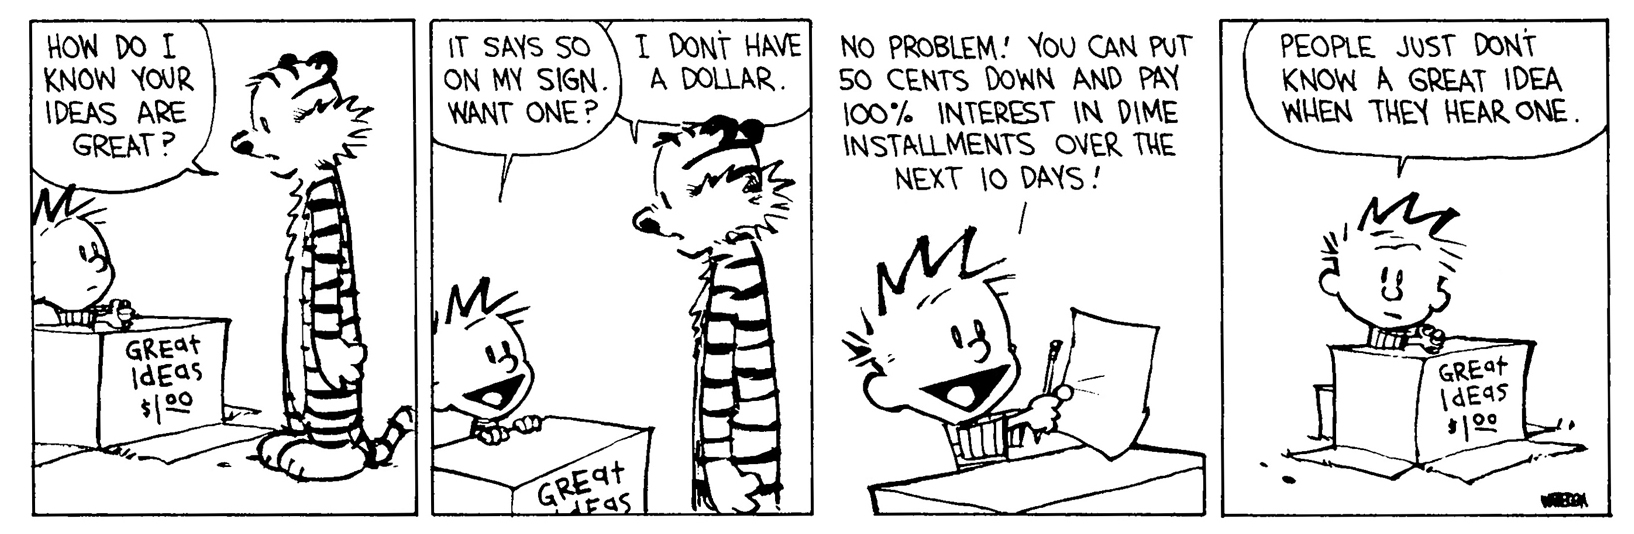 HOW DO I
KNOW YOUR
IDEAS ARE
GREAT?
GREat
IdEas
$1.00
IT SAYS SO
ON MY SIGN.
WANT ONE?
I DON'T HAVE
A DOLLAR.
GREat
IdEas
NO PROBLEM! YOU CAN PUT
50 CENTS DOWN AND PAY
100% INTEREST IN DIME
INSTALLMENTS OVER THE
NEXT 10 DAYS!
PEOPLE JUST DON'T
KNOW A GREAT IDEA
WHEN THEY HEAR ONE.
GREat
IdEas
$1.00
WATTERSON